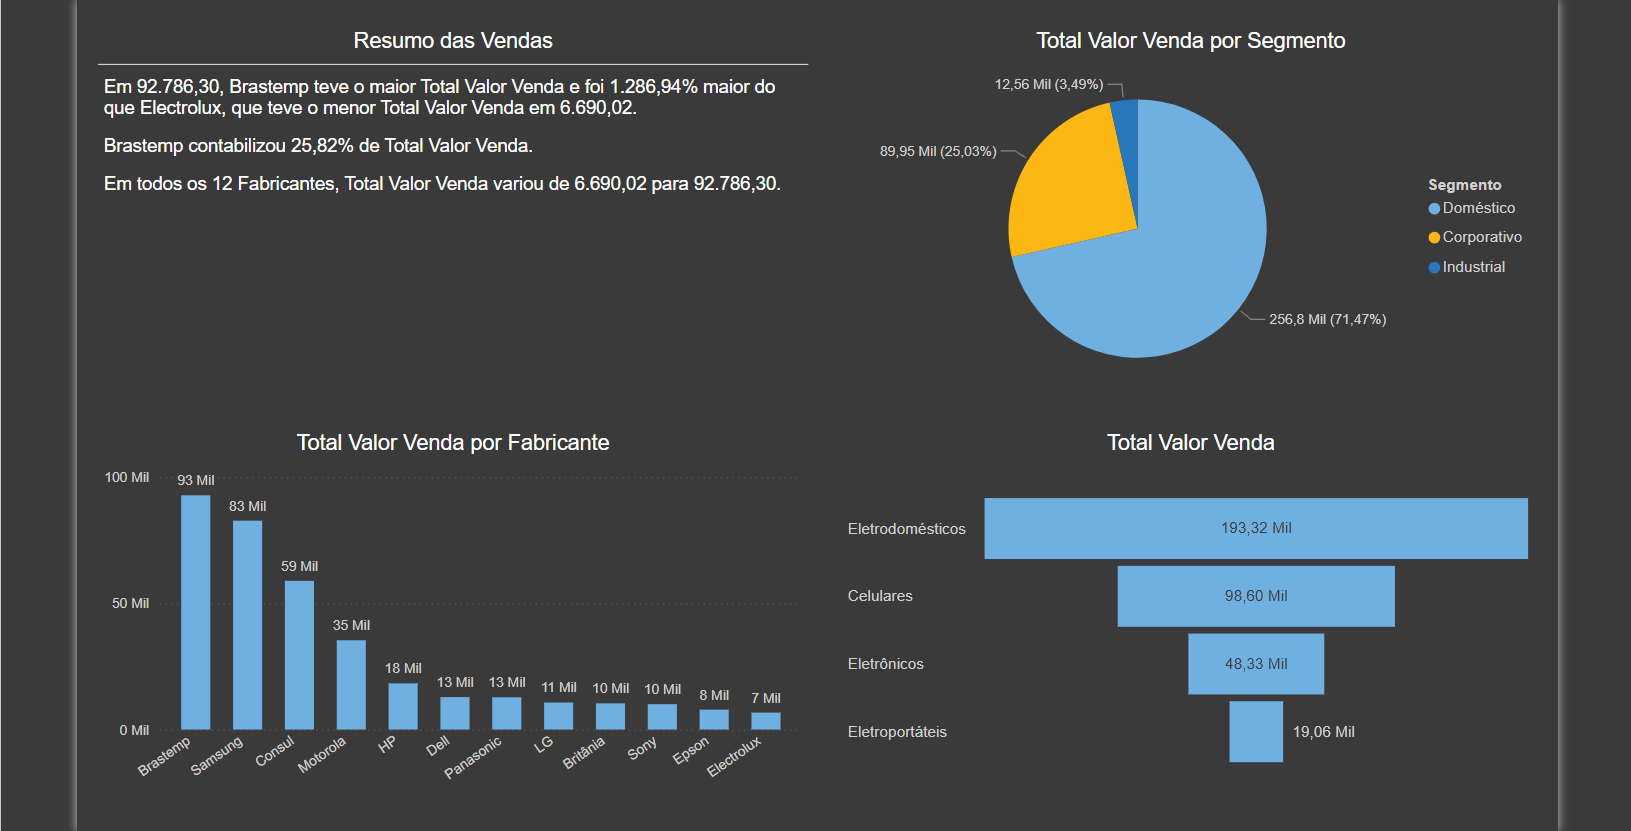 Resumo das Vendas
Em 92.786,30, Brastemp teve o maior Total Valor Venda e foi 1.286,94% maior do
que Electrolux, que teve o menor Total Valor Venda em 6.690,02.
Brastemp contabilizou 25,82% de Total Valor Venda.
Em todos os 12 Fabricantes, Total Valor Venda variou de 6.690,02 para 92.786,30.
Total Valor Venda por Segmento
12,56 Mil (3,49%)
89,95 Mil (25,03%)
256,8 Mil (71,47%)
Segmento
Doméstico
Corporativo
Industrial
Total Valor Venda por Fabricante
100 Mil
50 Mil
0 Mil
93 Mil
83 Mil
59 Mil
35 Mil
18 Mil
13 Mil
13 Mil
11 Mil
10 Mil
10 Mil
8 Mil
7 Mil
Brastemp
Samsung
Consul
Motorola
HP
Dell
Panasonic
LG
Britânia
Sony
Epson
Electrolux
Total Valor Venda
Eletrodomésticos
193,32 Mil
Celulares
98,60 Mil
Eletrônicos
48,33 Mil
Eletroportáteis
19,06 Mil